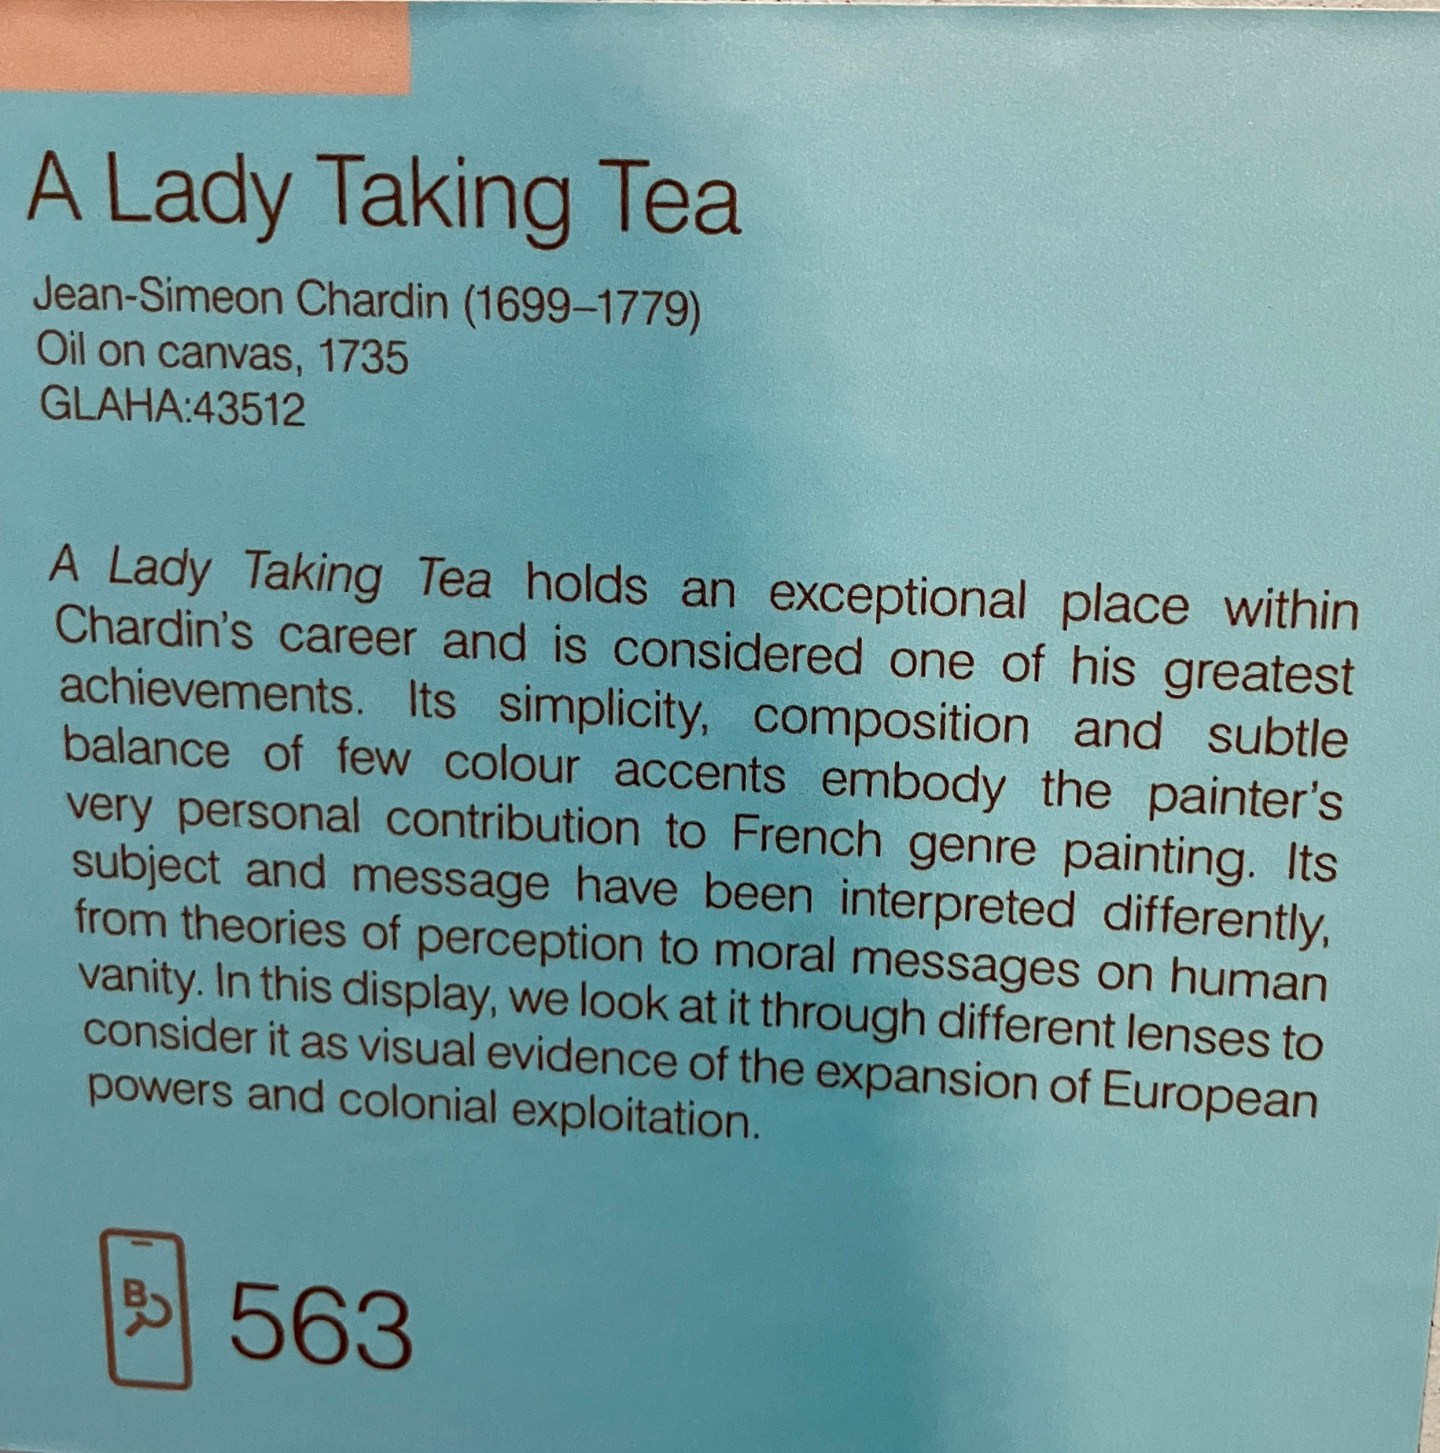 A Lady Taking Tea
Jean-Simeon Chardin (1699–1779)
Oil on canvas, 1735
GLAHA:43512
A Lady Taking Tea holds an exceptional place within
Chardin's career and is considered one of his greatest
achievements. Its simplicity, composition and subtle
balance of few colour accents embody the painter's
very personal contribution to French genre painting. Its
subject and message have been interpreted differently,
from theories of perception to moral messages on human
vanity. In this display, we look at it through different lenses to
consider it as visual evidence of the expansion of European
powers and colonial exploitation.
B
563